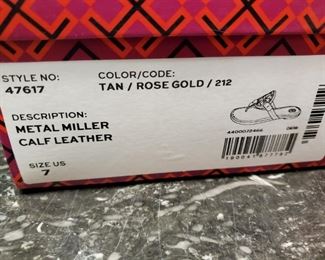 STYLE NO:
47617
COLOR/CODE:
TAN / ROSE GOLD / 212
DESCRIPTION:
METAL MILLER
CALF LEATHER
SIZE US
7